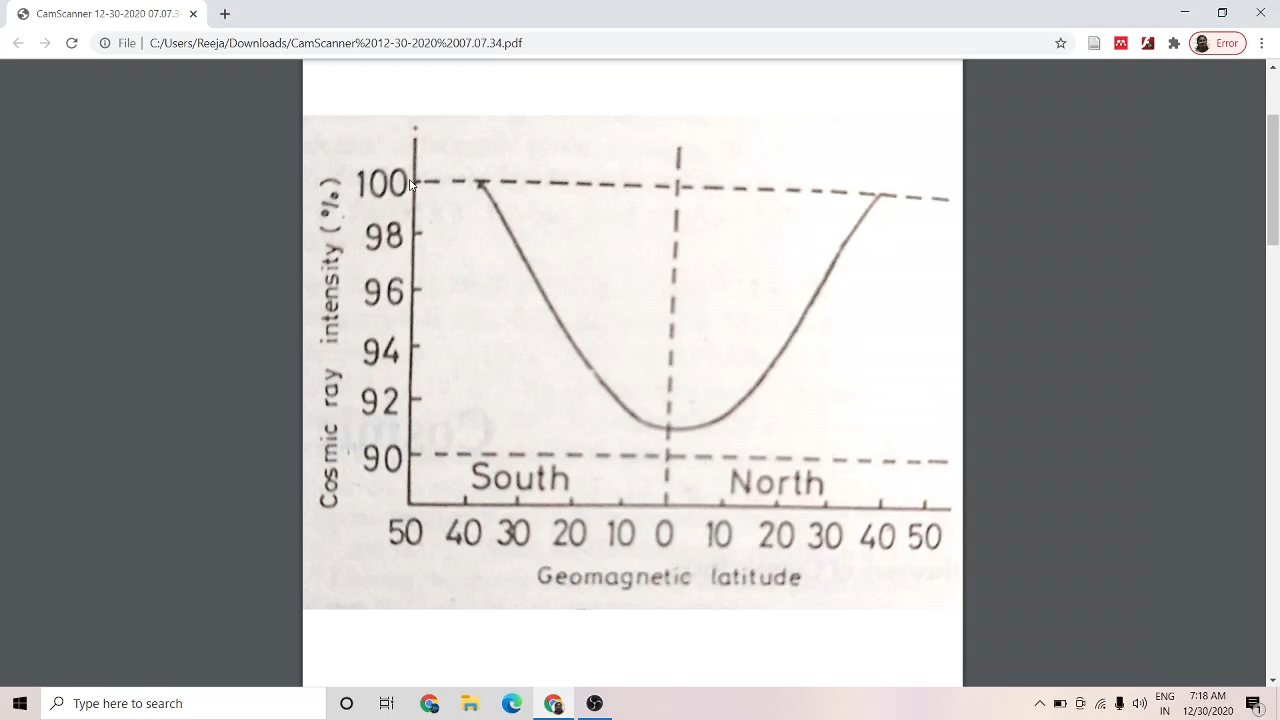 CamScanner 12-30-2020 07.07.3
File | C:/Users/Reeja/Downloads/CamScanner%2012-30-2020%2007.07.34.pdf
Error
Cosmic ray intensity (%)
100
98
96
94
92
90
South North
50 40 30 20 10 0 10 20 30 40 50
Geomagnetic latitude
Type here to search
ENG
IN
7:18 AM
12/30/2020
1